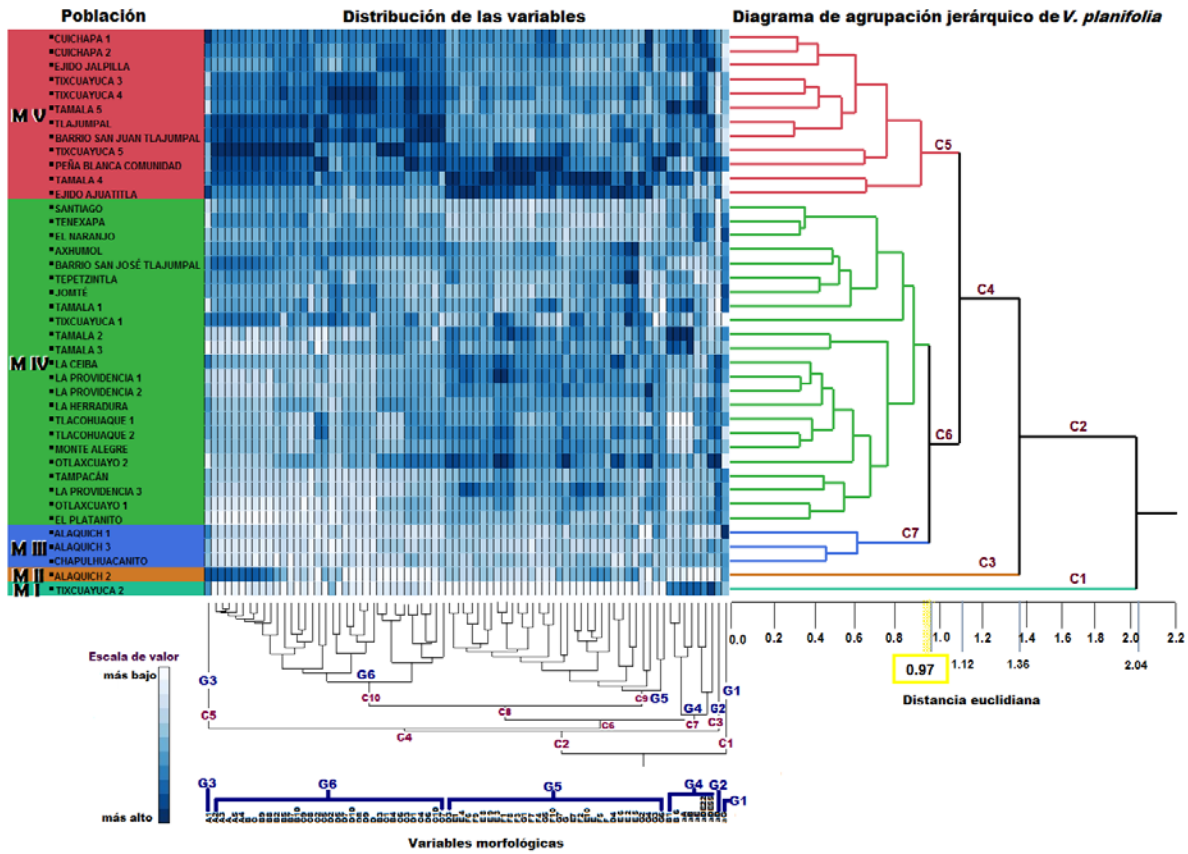 Población
Distribución de las variables
Diagrama de agrupación jerárquico de V. planifolia
M V
CUICHAPA 1
CUICHAPA 2
EJIDO JALPILLA
TIXCUAYUCA 3
TIXCUAYUCA 4
TAMALA 5
TLAJUMPAL
BARRIO SAN JUAN TLAJUMPAL
TIXCUAYUCA 5
PEÑA BLANCA COMUNIDAD
TAMALA 4
EJIDO AJUATITLA
M IV
SANTIAGO
TENEXAPA
EL NARANJO
AXHUMOL
BARRIO SAN JOSÉ TLAJUMPAL
TEPETZINTLA
JOMTÉ
TAMALA 1
TIXCUAYUCA 1
TAMALA 2
TAMALA 3
LA CEIBA
LA PROVIDENCIA 1
LA PROVIDENCIA 2
LA HERRADURA
TLACOHUAQUE 1
TLACOHUAQUE 2
MONTE ALEGRE
OTLAXCUAYO 2
TAMPACÁN
LA PROVIDENCIA 3
OTLAXCUAYO 1
EL PLATANITO
M III
ALAQUICH 1
ALAQUICH 3
CHAPULHUACANITO
M II
ALAQUICH 2
M I
TIXCUAYUCA 2
C5
C4
C6
C2
C7
C3
C1
0.0 0.2 0.4 0.6 0.8 1.0 1.2 1.4 1.6 1.8 2.0 2.2
0.97
1.12
1.36
2.04
Distancia euclidiana
Escala de valor
más bajo
más alto
G3
G6
G5
G4
G2
G1
C10
C9
C5
C8
C6
C7
C3
C4
C2
C1
G3
G6
G5
G4
G2
G1
Variables morfológicas